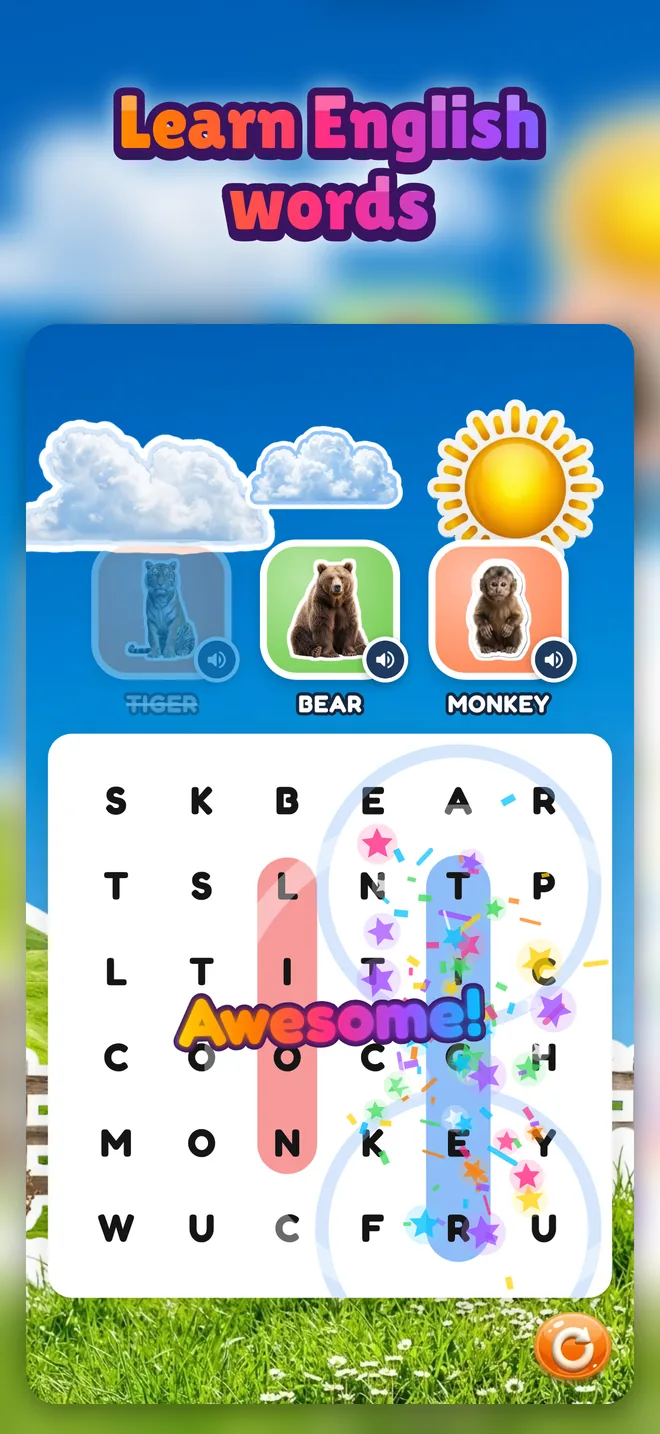 Learn English
words
TIGER BEAR MONKEY
S K B E A R
T S L N T P
L T I T I C
Awesome!
C O O C G H
M O N K E Y
W U C F R U